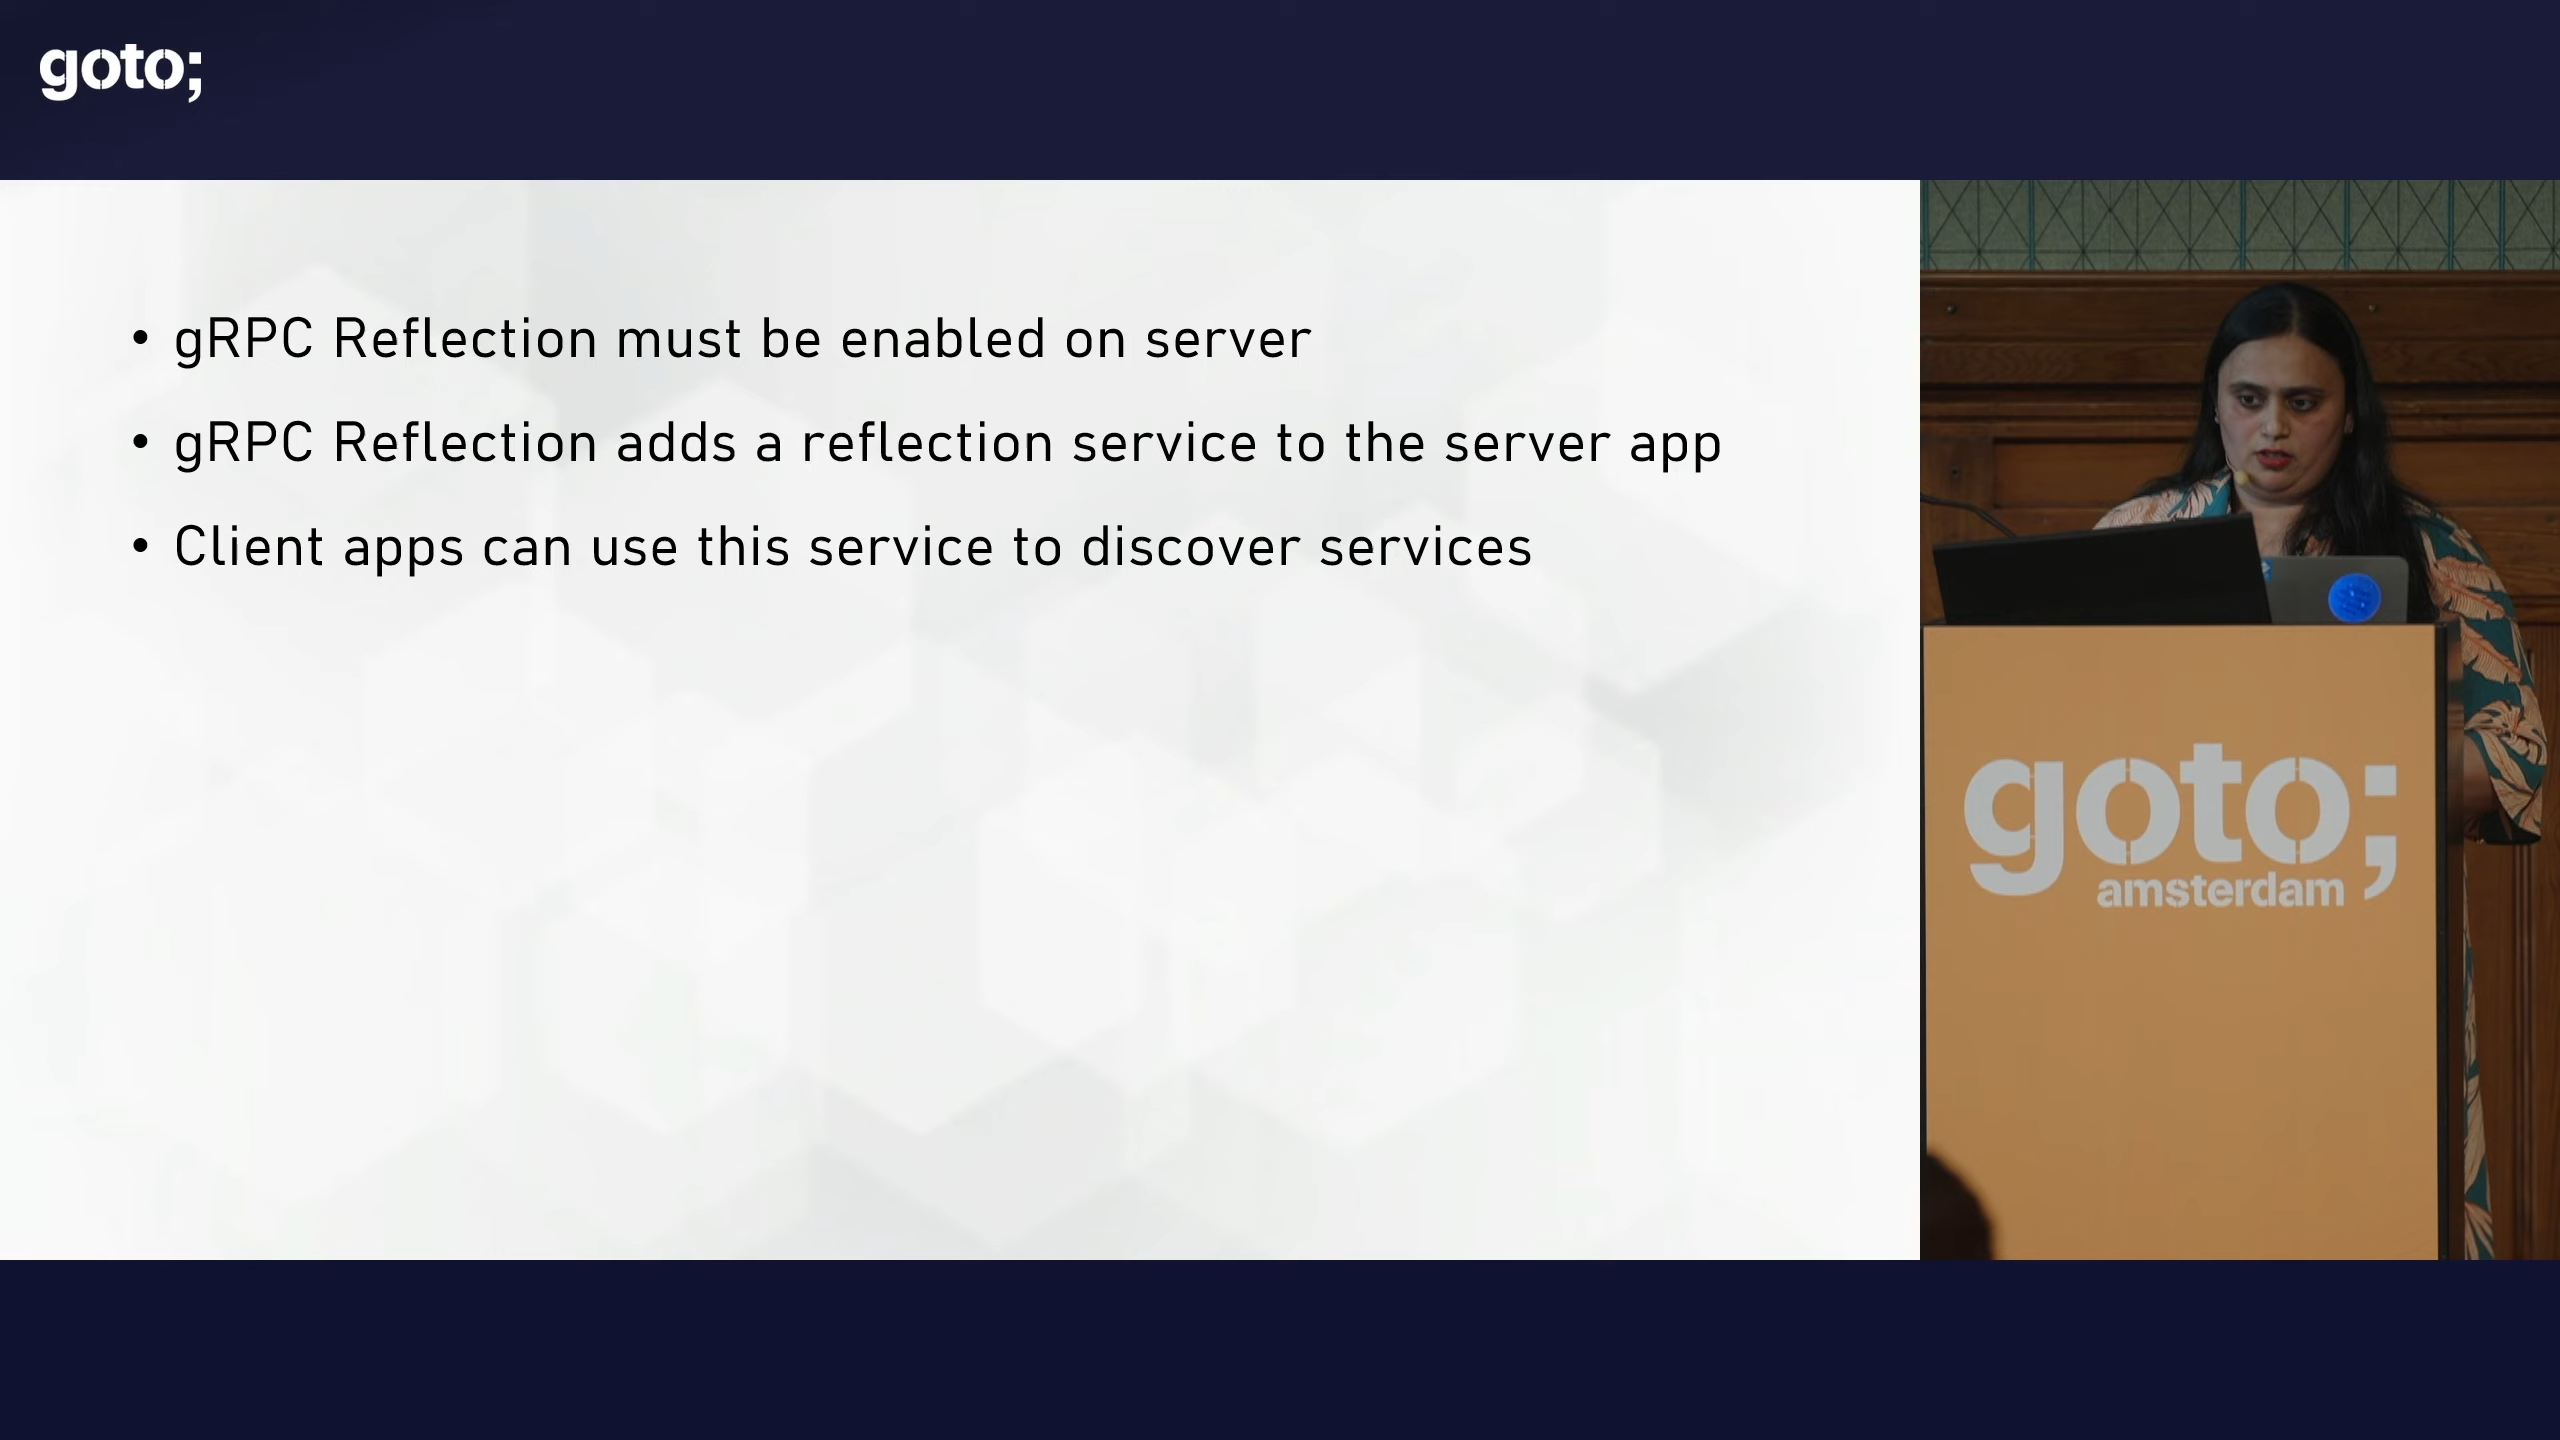 goto;
• gRPC Reflection must be enabled on server
• gRPC Reflection adds a reflection service to the server app
• Client apps can use this service to discover services
goto;
amsterdam